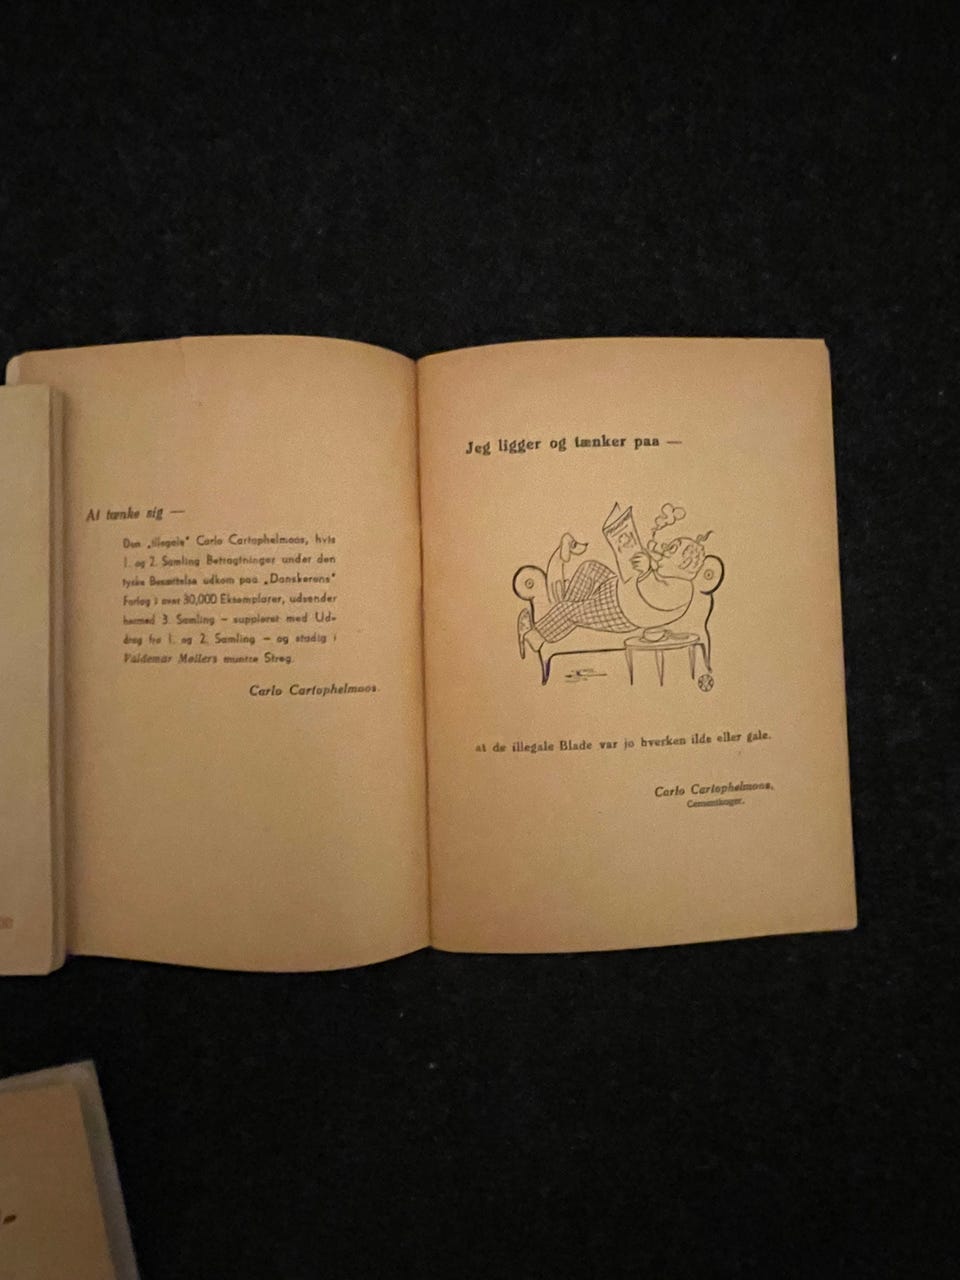 At tænke sig —
Den „illegale" Carlo Cartophelmoos, hvis
1. og 2. Samling Betragtninger under den
tyske Besættelse udkom paa „Danskerens"
Forlag i over 30,000 Eksemplarer, udsender
hermed 3. Samling – suppleret med Ud-
drag fra 1. og 2. Samling – og stadig i
Valdemar Møllers muntre Streg.
Carlo Cartophelmoos.
Jeg ligger og tænker paa —
at de illegale Blade var jo hverken ilde eller gale.
Carlo Cartophelmoos,
Cementkoger.